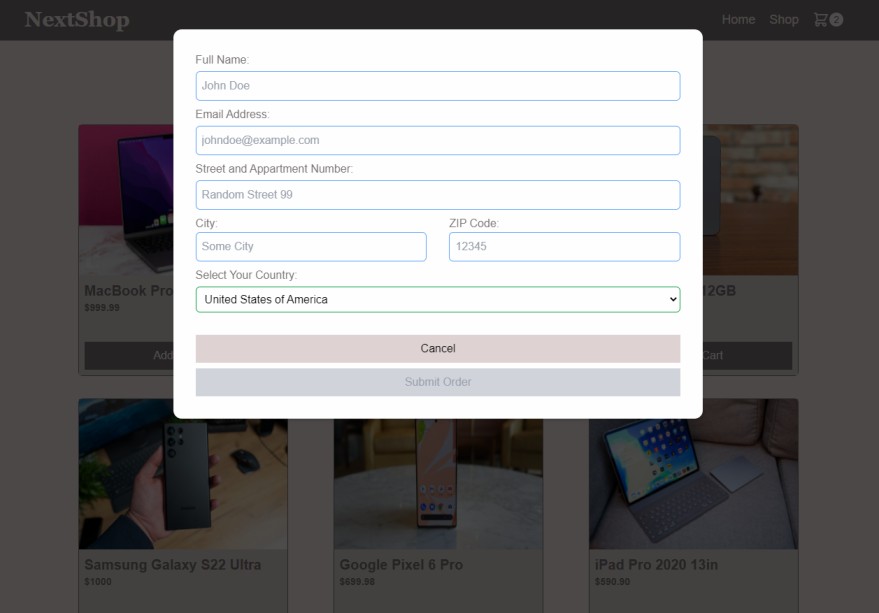 NextShop
Home Shop 2
Full Name:
John Doe
Email Address:
johndoe@example.com
Street and Appartment Number:
Random Street 99
City: ZIP Code:
Some City 12345
Select Your Country:
United States of America
Cancel
Submit Order
MacBook Pro 12GB
$999.99
Add Cart
Samsung Galaxy S22 Ultra Google Pixel 6 Pro iPad Pro 2020 13in
$1000 $699.98 $890.90